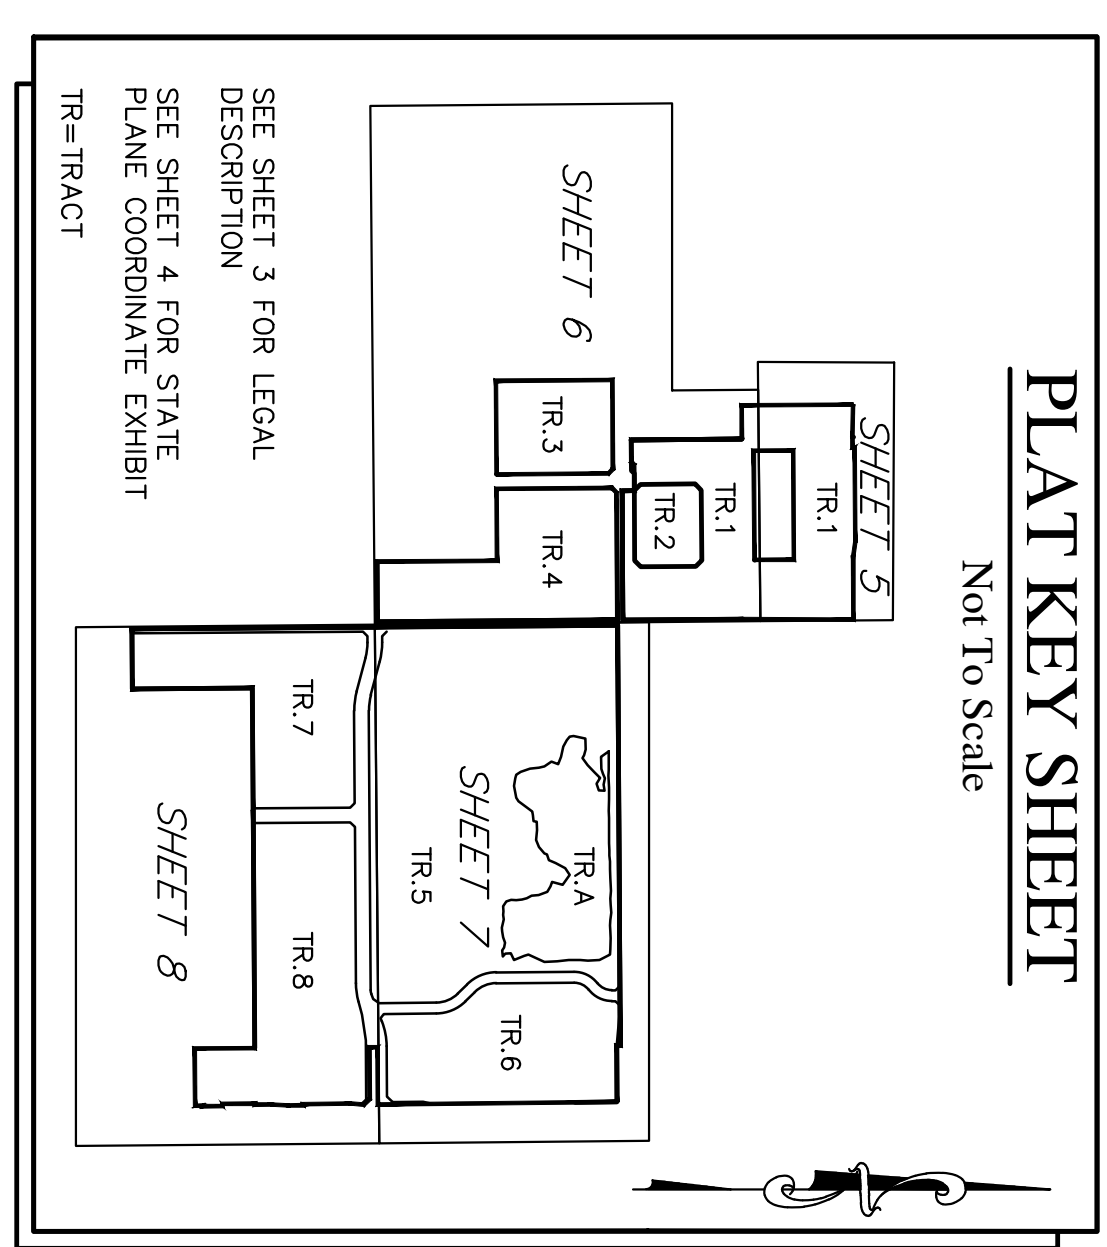 PLAT KEY SHEET
Not To Scale
SHEET 5
TR.1
TR.1
TR.2
SHEET 6
TR.3
TR.4
TR.A
SHEET 7
TR.5
TR.6
TR.7
TR.8
SHEET 8
SEE SHEET 3 FOR LEGAL
DESCRIPTION
SEE SHEET 4 FOR STATE
PLANE COORDINATE EXHIBIT
TR=TRACT